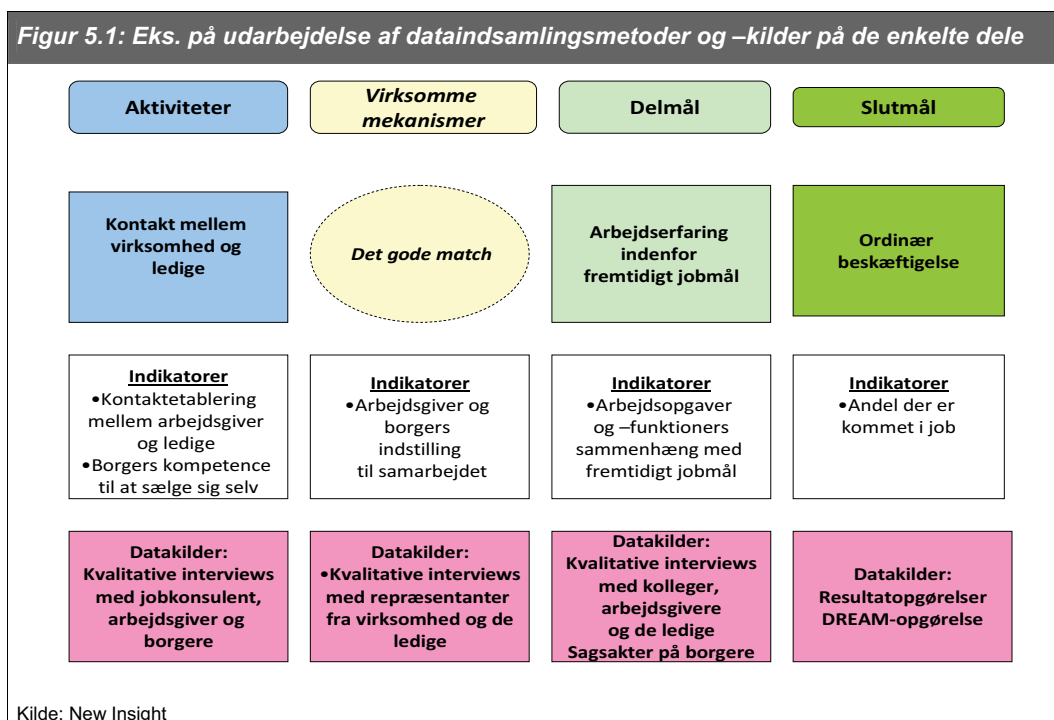 Figur 5.1: Eks. på udarbejdelse af dataindsamlingsmetoder og –kilder på de enkelte dele
Aktiviteter
Virksomme
mekanismer
Delmål
Slutmål
Kontakt mellem
virksomhed og
ledige
Det gode match
Arbejdserfaring
indenfor
fremtidigt jobmål
Ordinær
beskæftigelse
Indikatorer
•Kontaktetablering
mellem arbejdsgiver
og ledige
•Borgers kompetence
til at sælge sig selv
Indikatorer
•Arbejdsgiver og
borgers
indstilling
til samarbejdet
Indikatorer
•Arbejdsopgaver
og –funktioners
sammenhæng med
fremtidigt jobmål
Indikatorer
•Andel der er
kommet i job
Datakilder:
Kvalitative interviews
med jobkonsulent,
arbejdsgiver og
borgere
Datakilder:
•Kvalitative interviews
med repræsentanter
fra virksomhed og de
ledige
Datakilder:
Kvalitative interviews
med kolleger,
arbejdsgivere
og de ledige
Sagsakter på borgere
Datakilder:
Resultatopgørelser
DREAM-opgørelse
Kilde: New Insight